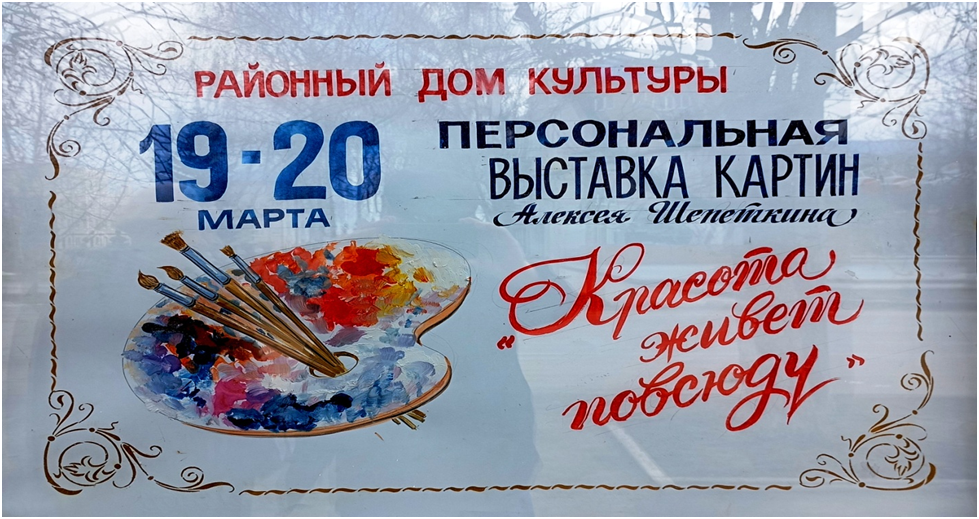 РАЙОННЫЙ ДОМ КУЛЬТУРЫ
19-20
МАРТА
ПЕРСОНАЛЬНАЯ
ВЫСТАВКА КАРТИН
Алексея Шепеткина
"Красота
живет
повсюду"